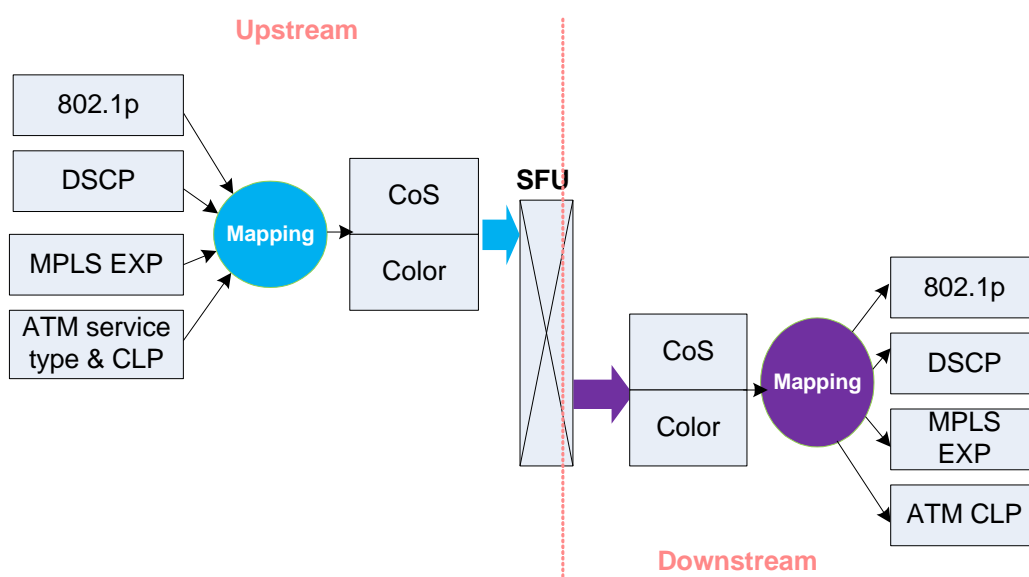 Upstream
802.1p
DSCP
MPLS EXP
ATM service
type & CLP
Mapping
CoS
Color
SFU
CoS
Color
Mapping
802.1p
DSCP
MPLS
EXP
ATM CLP
Downstream